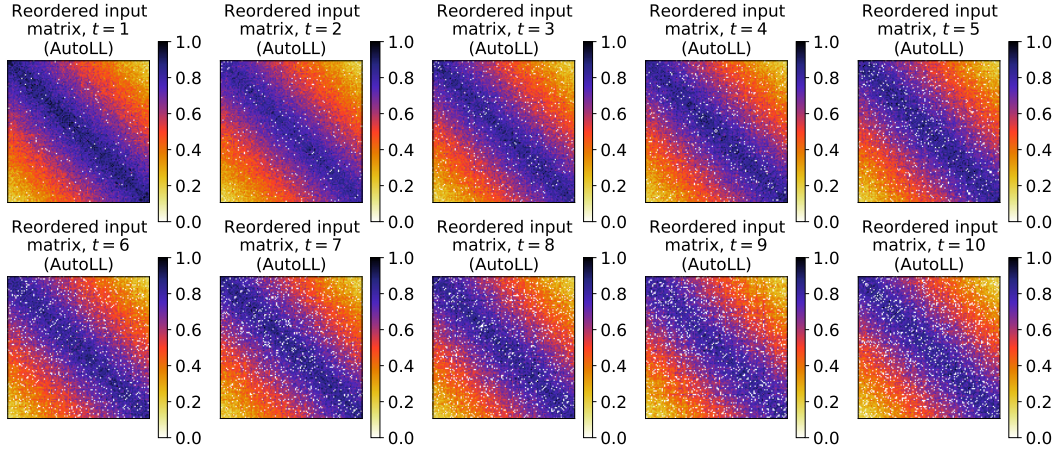 Reordered input
matrix, t = 1
(AutoLL)
1.0
0.8
0.6
0.4
0.2
0.0
Reordered input
matrix, t = 2
(AutoLL)
1.0
0.8
0.6
0.4
0.2
0.0
Reordered input
matrix, t = 3
(AutoLL)
1.0
0.8
0.6
0.4
0.2
0.0
Reordered input
matrix, t = 4
(AutoLL)
1.0
0.8
0.6
0.4
0.2
0.0
Reordered input
matrix, t = 5
(AutoLL)
1.0
0.8
0.6
0.4
0.2
0.0
Reordered input
matrix, t = 6
(AutoLL)
1.0
0.8
0.6
0.4
0.2
0.0
Reordered input
matrix, t = 7
(AutoLL)
1.0
0.8
0.6
0.4
0.2
0.0
Reordered input
matrix, t = 8
(AutoLL)
1.0
0.8
0.6
0.4
0.2
0.0
Reordered input
matrix, t = 9
(AutoLL)
1.0
0.8
0.6
0.4
0.2
0.0
Reordered input
matrix, t = 10
(AutoLL)
1.0
0.8
0.6
0.4
0.2
0.0